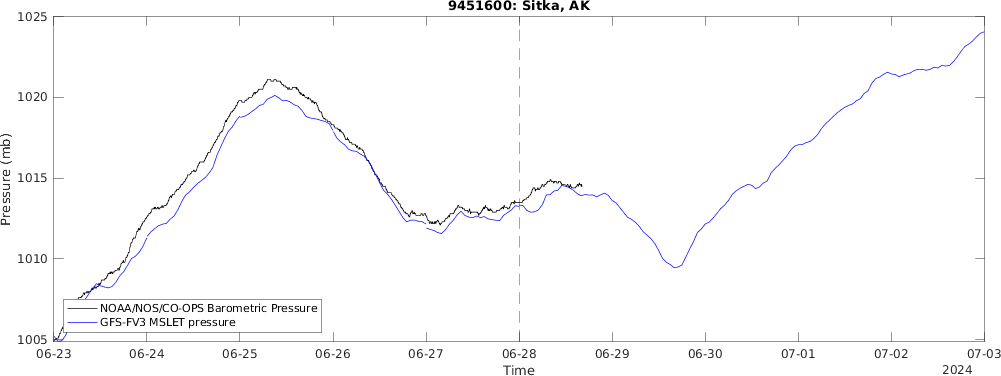 9451600: Sitka, AK
Pressure (mb)
1025
1020
1015
1010
1005
NOAA/NOS/CO-OPS Barometric Pressure
GFS-FV3 MSLET pressure
06-23 06-24 06-25 06-26 06-27 06-28 06-29 06-30 07-01 07-02 07-03
Time
2024